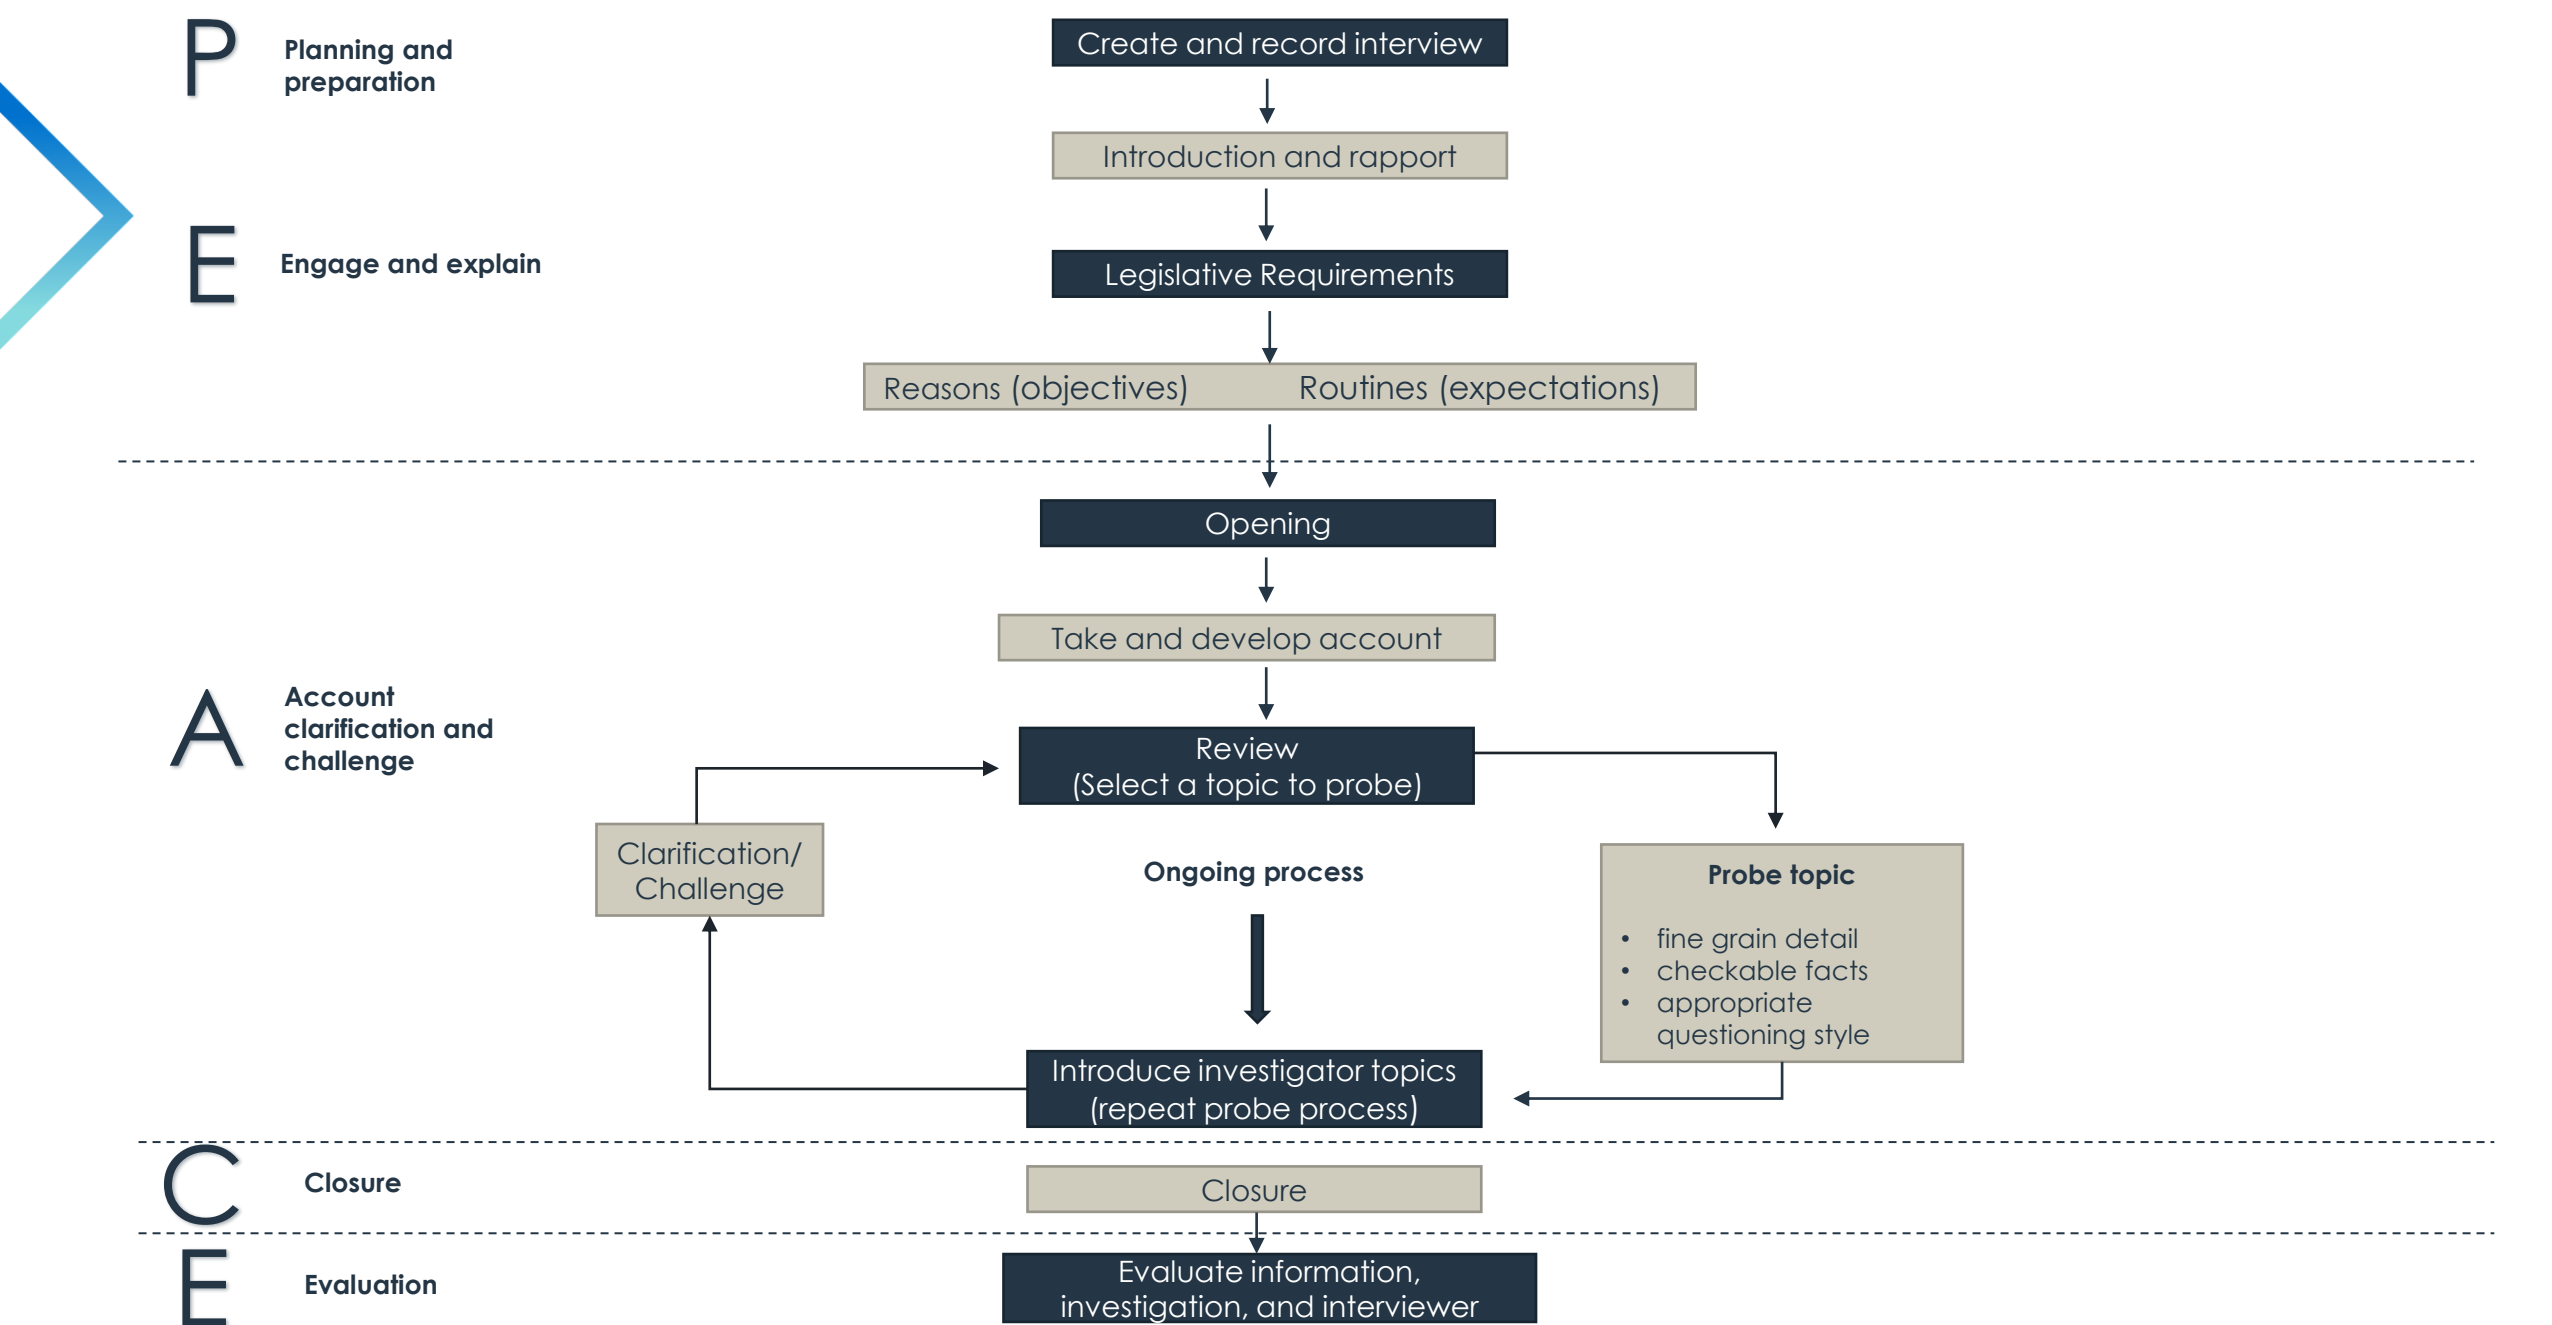 P
Planning and
preparation
Create and record interview
Introduction and rapport
E
Engage and explain
Legislative Requirements
Reasons (objectives) Routines (expectations)
Opening
Take and develop account
A
Account
clarification and
challenge
Review
(Select a topic to probe)
Clarification/
Challenge
Ongoing process
Probe topic
• fine grain detail
• checkable facts
• appropriate
questioning style
Introduce investigator topics
(repeat probe process)
C
Closure
Closure
E
Evaluation
Evaluate information,
investigation, and interviewer